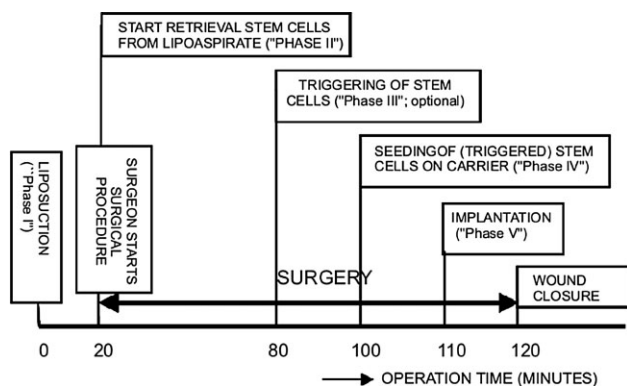 START RETRIEVAL STEM CELLS
FROM LIPOASPIRATE ("PHASE II")
TRIGGERING OF STEM
CELLS ("Phase III"; optional)
SEEDINGOF (TRIGGERED) STEM
CELLS ON CARRIER ("Phase IV")
LIPOSUCTION
("Phase I")
SURGEON STARTS
SURGICAL
PROCEDURE
IMPLANTATION
("Phase V")
SURGERY
WOUND
CLOSURE
0 20 80 100 110 120
OPERATION TIME (MINUTES)